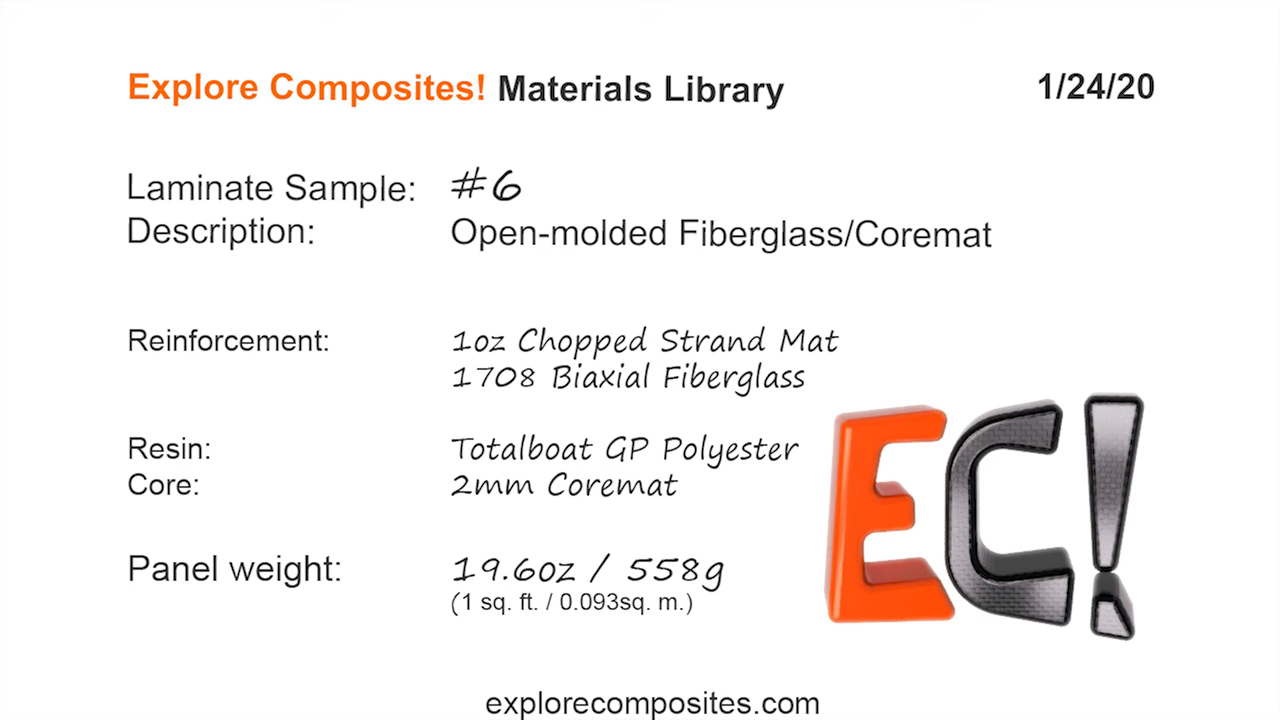 Explore Composites! Materials Library 1/24/20
Laminate Sample: #6
Description: Open-molded Fiberglass/Coremat
Reinforcement: 1oz Chopped Strand Mat
1708 Biaxial Fiberglass
Resin: Totalboat GP Polyester
Core: 2mm Coremat
Panel weight: 19.6oz / 558g
(1 sq. ft. / 0.093sq. m.)
EC!
explorecomposites.com